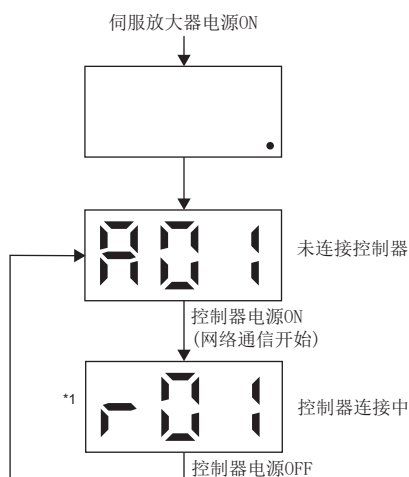 伺服放大器电源ON
A01
未连接控制器
控制器电源ON
(网络通信开始)
*1
r01
控制器连接中
控制器电源OFF